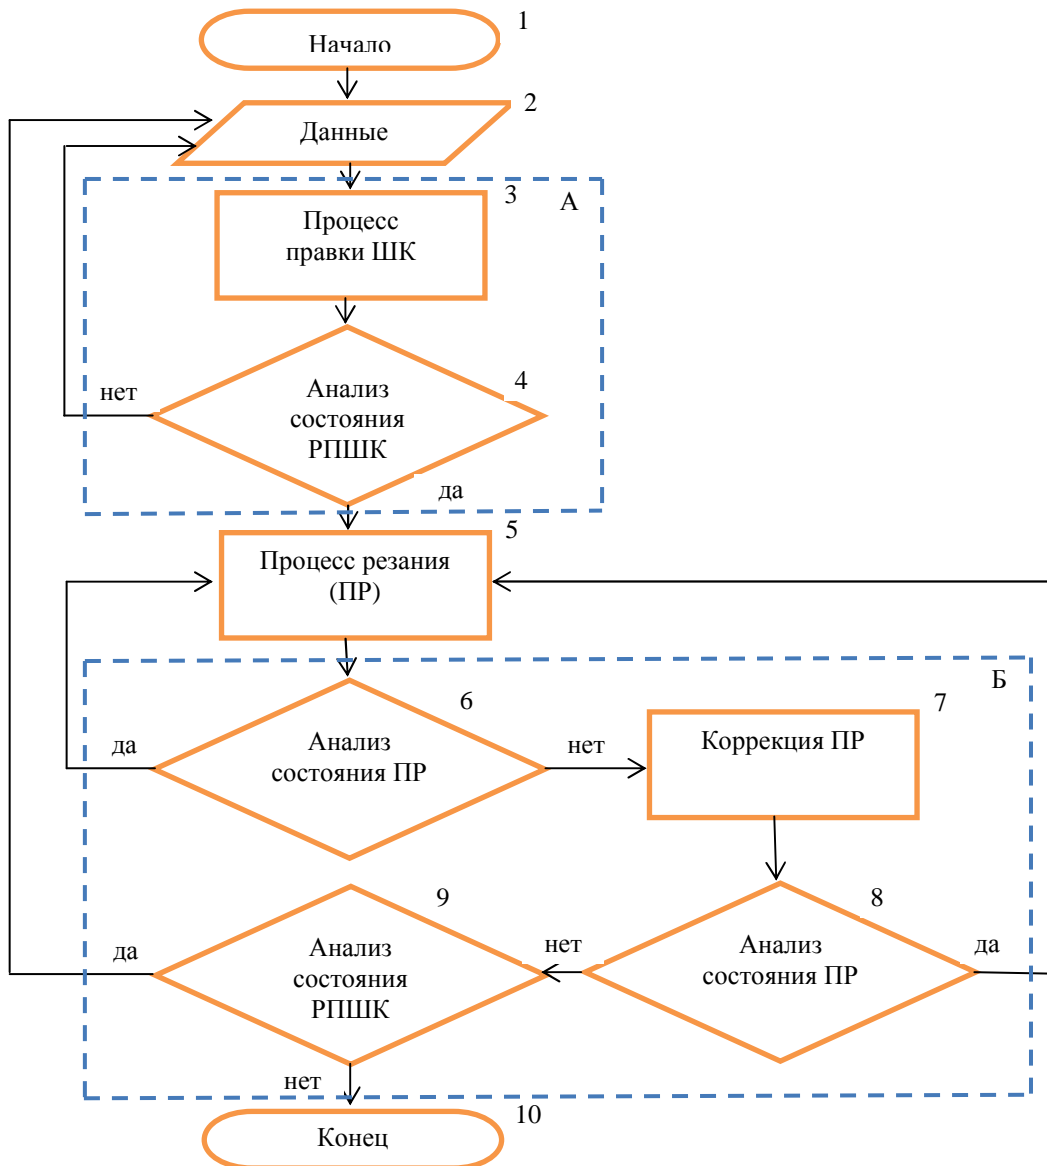 1
Начало
2
Данные
3
А
Процесс
правки ШК
4
нет
Анализ
состояния
РПШК
да
5
Процесс резания
(ПР)
Б
6
7
да
Анализ
состояния ПР
нет
Коррекция ПР
9
8
да
Анализ
состояния
РПШК
нет
Анализ
состояния ПР
да
нет
10
Конец